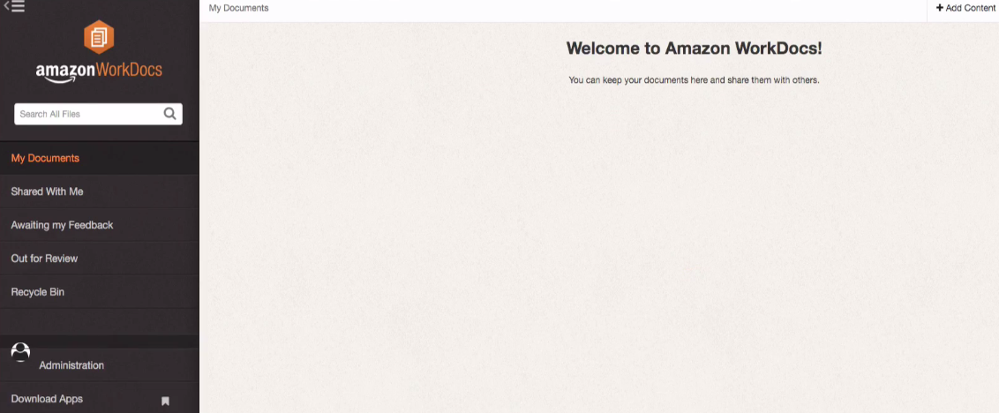 amazonWorkDocs
Search All Files
My Documents
Shared With Me
Awaiting my Feedback
Out for Review
Recycle Bin
Administration
Download Apps
My Documents
+ Add Content
Welcome to Amazon WorkDocs!
You can keep your documents here and share them with others.